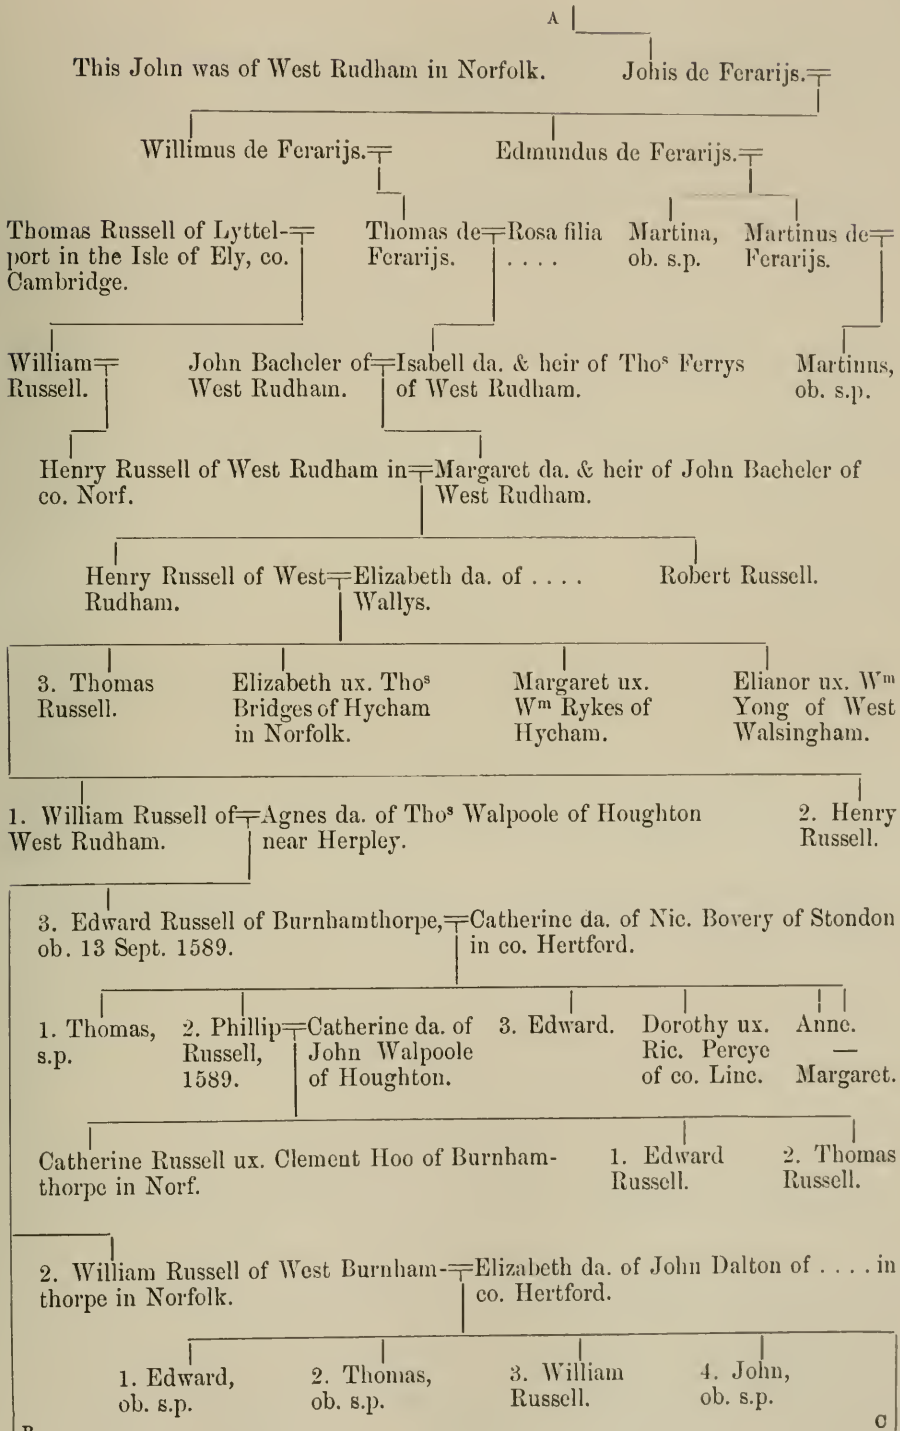 A
This John was of West Rudham in Norfolk.
Johis de Ferarijs.
Willimus de Ferarijs.
Edmundus de Ferarijs.
Thomas Russell of Lyttel-
port in the Isle of Ely, co.
Cambridge.
Thomas de
Ferarijs.
Rosa filia
. . . .
Martina,
ob. s.p.
Martinus de
Ferarijs.
William
Russell.
John Bacheler of
West Rudham.
Isabell da. & heir of Thoˢ Ferrys
of West Rudham.
Martinus,
ob. s.p.
Henry Russell of West Rudham in
co. Norf.
Margaret da. & heir of John Bacheler of
West Rudham.
Henry Russell of West
Rudham.
Elizabeth da. of . . . .
Wallys.
Robert Russell.
3. Thomas
Russell.
Elizabeth ux. Thoˢ
Bridges of Hycham
in Norfolk.
Margaret ux.
Wᵐ Rykes of
Hycham.
Elianor ux. Wᵐ
Yong of West
Walsingham.
1. William Russell of
West Rudham.
Agnes da. of Thoˢ Walpoole of Houghton
near Herpley.
2. Henry
Russell.
3. Edward Russell of Burnhamthorpe,
ob. 13 Sept. 1589.
Catherine da. of Nic. Bovery of Stondon
in co. Hertford.
1. Thomas,
s.p.
2. Phillip
Russell,
1589.
Catherine da. of
John Walpoole
of Houghton.
3. Edward.
Dorothy ux.
Ric. Percye
of co. Linc.
Anne.
—
Margaret.
Catherine Russell ux. Clement Hoo of Burnham-
thorpe in Norf.
1. Edward
Russell.
2. Thomas
Russell.
2. William Russell of West Burnham-
thorpe in Norfolk.
Elizabeth da. of John Dalton of . . . . in
co. Hertford.
1. Edward,
ob. s.p.
2. Thomas,
ob. s.p.
3. William
Russell.
4. John,
ob. s.p.
B
C